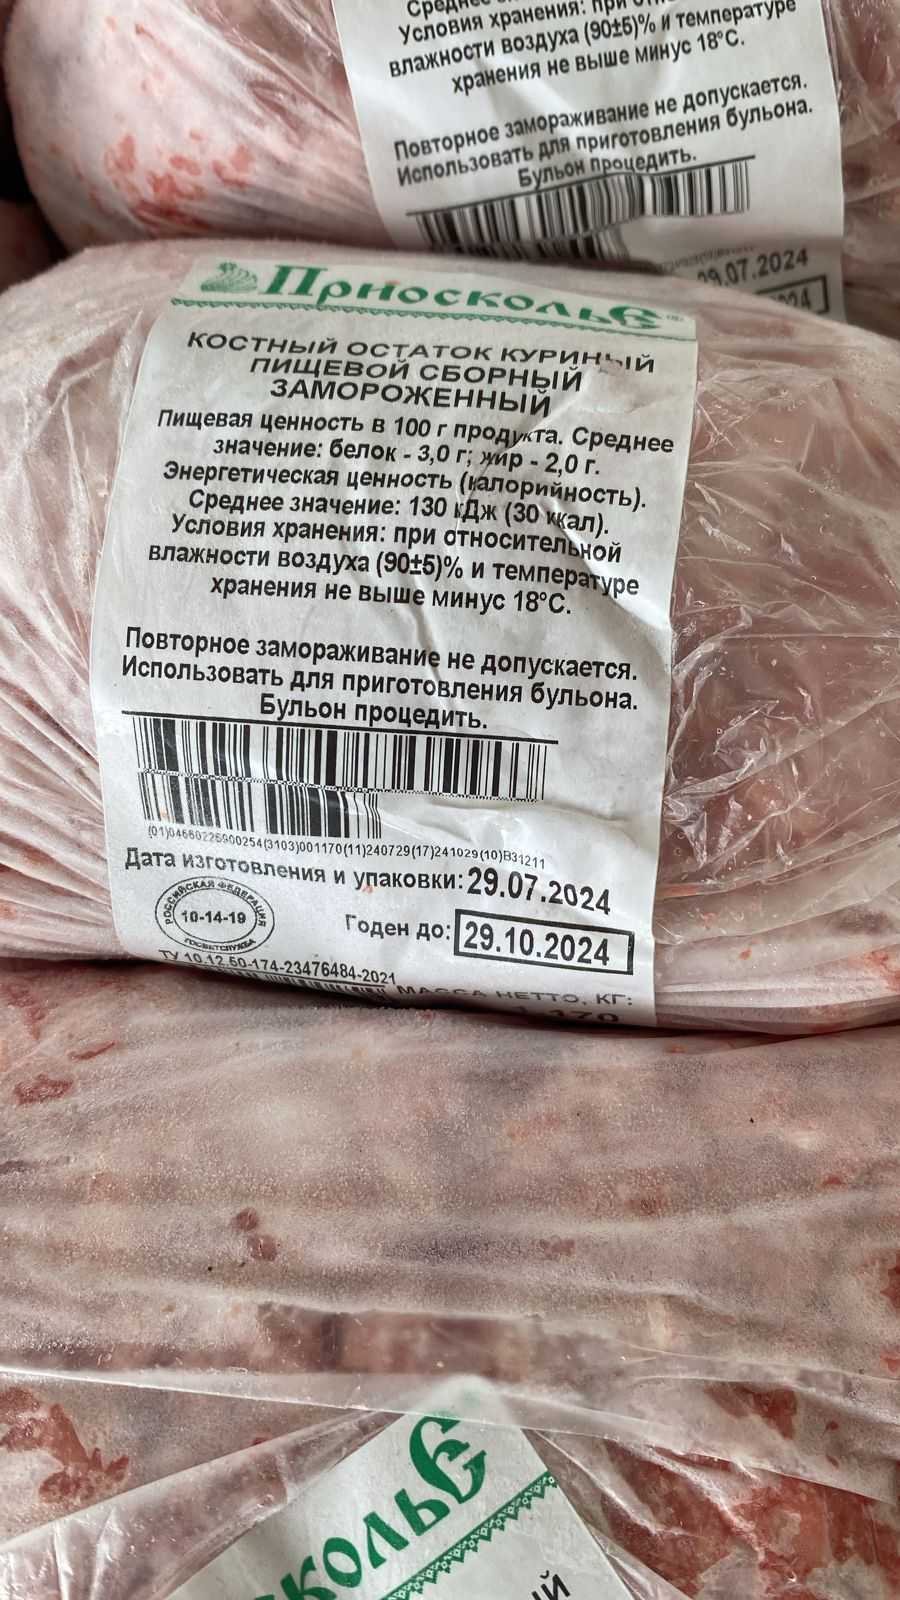 Условия хранения: при
влажности воздуха (90±5)% и температуре
хранения не выше минус 18°С.
Повторное замораживание не допускается.
Использовать для приготовления бульона.
Бульон процедить.
29.07.2024
ПриоскольЕ
КОСТНЫЙ ОСТАТОК КУРИНЫЙ
ПИЩЕВОЙ СБОРНЫЙ
ЗАМОРОЖЕННЫЙ
Пищевая ценность в 100 г продукта. Среднее
значение: белок - 3,0 г; жир - 2,0 г.
Энергетическая ценность (калорийность).
Среднее значение: 130 кДж (30 ккал).
Условия хранения: при относительной
влажности воздуха (90±5)% и температуре
хранения не выше минус 18°С.
Повторное замораживание не допускается.
Использовать для приготовления бульона.
Бульон процедить.
(01)04660226900254(3103)001170(11)240729(17)241029(10)B31211
Дата изготовления и упаковки: 29.07.2024
РОССИЙСКАЯ ФЕДЕРАЦИЯ
10-14-19
ГОСВЕТСЛУЖБА
Годен до: 29.10.2024
ТУ 10.12.50-174-23476484-2021
МАССА НЕТТО, КГ:
1.170
скольЕ
ый